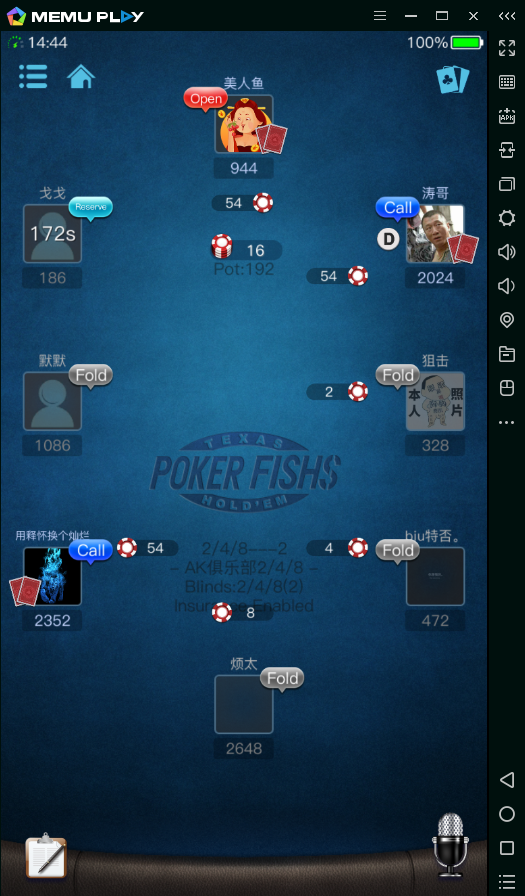 MEMU PLAY
14:44
100%
美人鱼
Open
944
54
戈戈
Reserve
172s
186
涛哥
Call
D
2024
16
Pot:192
54
默默
Fold
1086
狙击
Fold
本人
照片
328
2
TEXAS
POKER FISHS
HOLD'EM
用释怀换个灿烂
Call
54
2352
2/4/8---2
- AK俱乐部2/4/8 -
Blinds:2/4/8(2)
Insurance Enabled
4
biu特否。
Fold
472
8
烦太
Fold
2648
APK